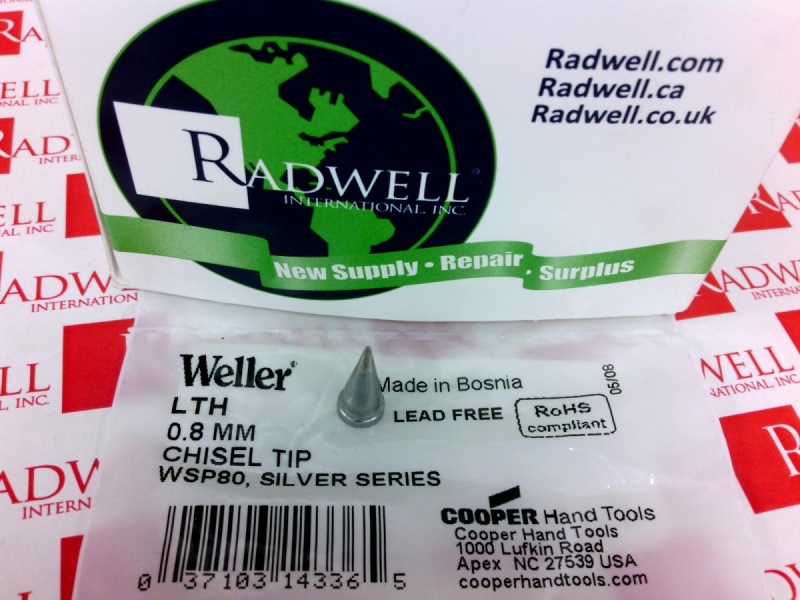 Radwell.com
Radwell.ca
Radwell.co.uk
RADWELL
INTERNATIONAL, INC.
New Supply • Repair • Surplus
Weller®
LTH
0.8 MM
CHISEL TIP
WSP80, SILVER SERIES
Made in Bosnia
LEAD FREE
RoHS
compliant
05/08
COOPER Hand Tools
Cooper Hand Tools
1000 Lufkin Road
Apex NC 27539 USA
cooperhandtools.com
0 37103 14336 5